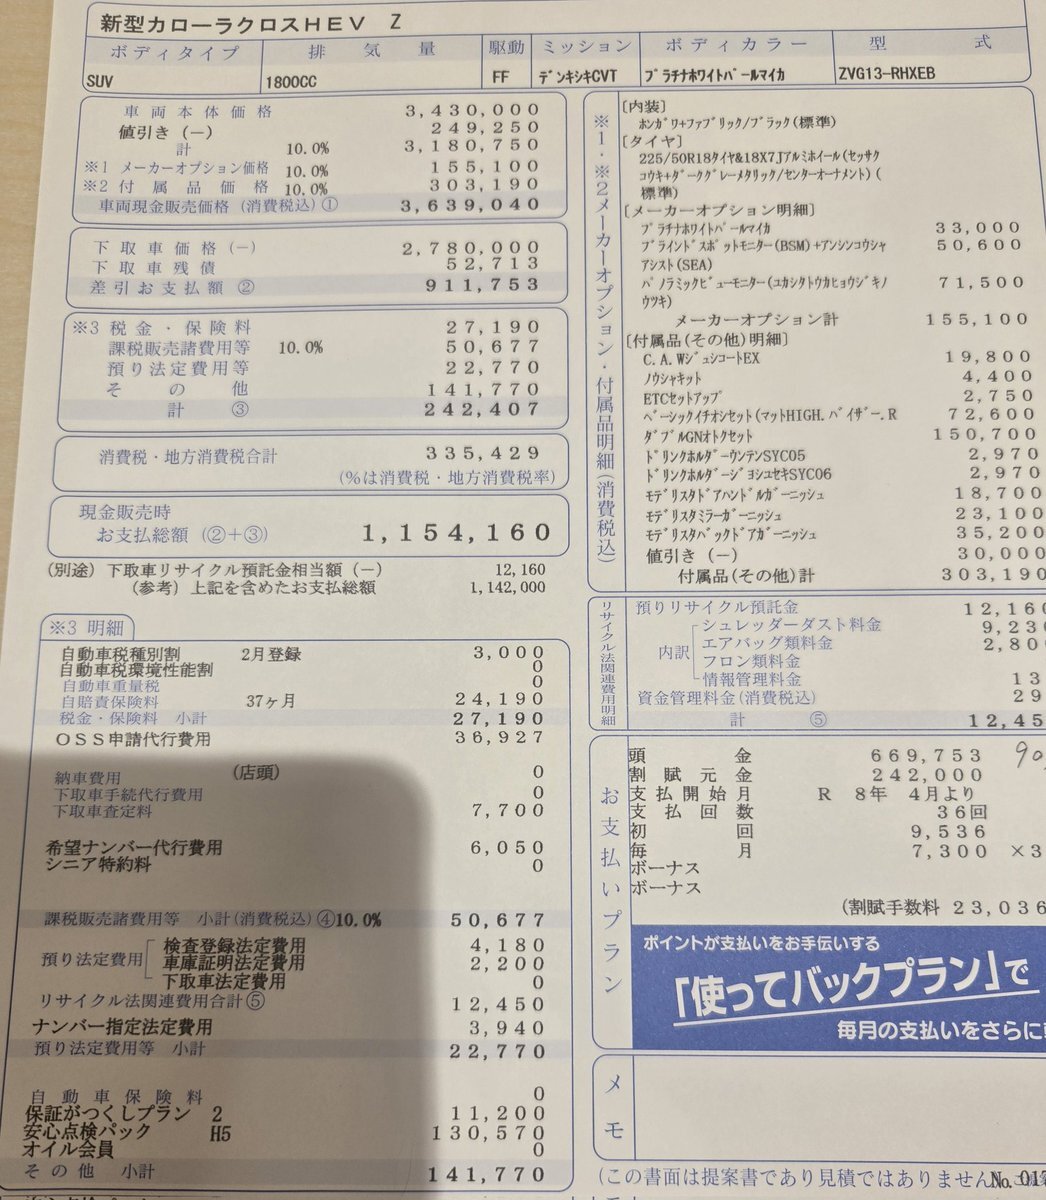 新型カローラクロスHEV Z
ボディタイプ 排気量 駆動 ミッション ボディカラー 型式
SUV 1800CC FF デンキシキCVT プラチナホワイトパールマイカ ZVG13-RHXEB
車両本体価格 3,430,000
値引き(−) 249,250
計 10.0% 3,180,750
※1 メーカーオプション価格 10.0% 155,100
※2 付属品価格 10.0% 303,190
車両現金販売価格(消費税込)① 3,639,040
下取車価格(−) 2,780,000
下取車残債 52,713
差引お支払額 ② 911,753
※3 税金・保険料 27,190
課税販売諸費用等 10.0% 50,677
預り法定費用等 22,770
その他 141,770
計 ③ 242,407
消費税・地方消費税合計 335,429
(%は消費税・地方消費税率)
現金販売時
お支払総額 (②+③) 1,154,160
(別途)下取車リサイクル預託金相当額(−) 12,160
(参考)上記を含めたお支払総額 1,142,000
※3 明細
自動車税種別割 2月登録 3,000
自動車税環境性能割 0
自動車重量税 0
自賠責保険料 37ヶ月 24,190
税金・保険料 小計 27,190
OSS申請代行費用 36,927
納車費用 (店頭) 0
下取車手続代行費用 0
下取車査定料 7,700
希望ナンバー代行費用 6,050
シニア特約料 0
課税販売諸費用等 小計(消費税込)④10.0% 50,677
預り法定費用
検査登録法定費用 4,180
車庫証明法定費用 2,200
下取車法定費用 0
リサイクル法関連費用合計⑤ 12,450
ナンバー指定法定費用 3,940
預り法定費用等 小計 22,770
自動車保険料 0
保証がつくしプラン 2 11,200
安心点検パック H5 130,570
オイル会員 0
その他 小計 141,770
※1・※2メーカーオプション・付属品明細(消費税込)
[内装]
ホンガワ+ファブリック/ブラック(標準)
[タイヤ]
225/50R18タイヤ&18X7Jアルミホイール(セッサク
コウキ+ダークグレーメタリック/センターオーナメント)(
標準)
[メーカーオプション明細]
プラチナホワイトパールマイカ 33,000
ブラインドスポットモニター(BSM)+アンシンコウシャ 50,600
アシスト(SEA)
パノラミックビューモニター(ユカシタトウカヒョウジキノ 71,500
ウツキ)
メーカーオプション計 155,100
[付属品(その他)明細]
C.A.WジュシコートEX 19,800
ノウシャキット 4,400
ETCセットアップ 2,750
ベーシックイチオシセット(マットHIGH.バイザー.R 72,600
ダブルGNオトクセット 150,700
ドリンクホルダーウンテンSYC05 2,970
ドリンクホルダージョシュセキSYC06 2,970
モデリスタドアハンドルガーニッシュ 18,700
モデリスタミラーガーニッシュ 23,100
モデリスタバックドアガーニッシュ 35,200
値引き(−) 30,000
付属品(その他)計 303,190
リサイクル法関連費用明細
預りリサイクル預託金 12,160
内訳
シュレッダーダスト料金 9,23
エアバッグ類料金 2,80
フロン類料金
情報管理料金 13
資金管理料金(消費税込) 29
計 ⑤ 12,45
お支払いプラン
頭金 669,753 90
割賦元金 242,000
支払開始月 R 8年 4月より
支払回数 36回
初回 9,536
毎月 7,300 ×3
ボーナス
ボーナス
(割賦手数料 23,036
ポイントが支払いをお手伝いする
「使ってバックプラン」で
毎月の支払いをさらに
メモ
(この書面は提案書であり見積ではありません